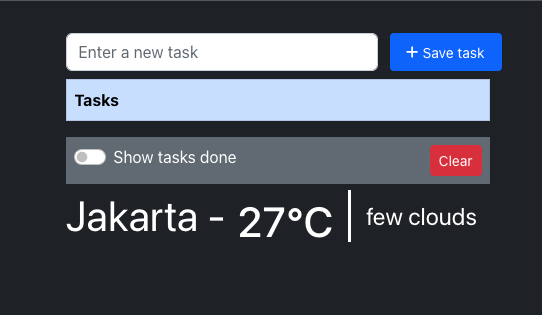 Enter a new task
+ Save task
Tasks
Show tasks done
Clear
Jakarta - 27°C | few clouds